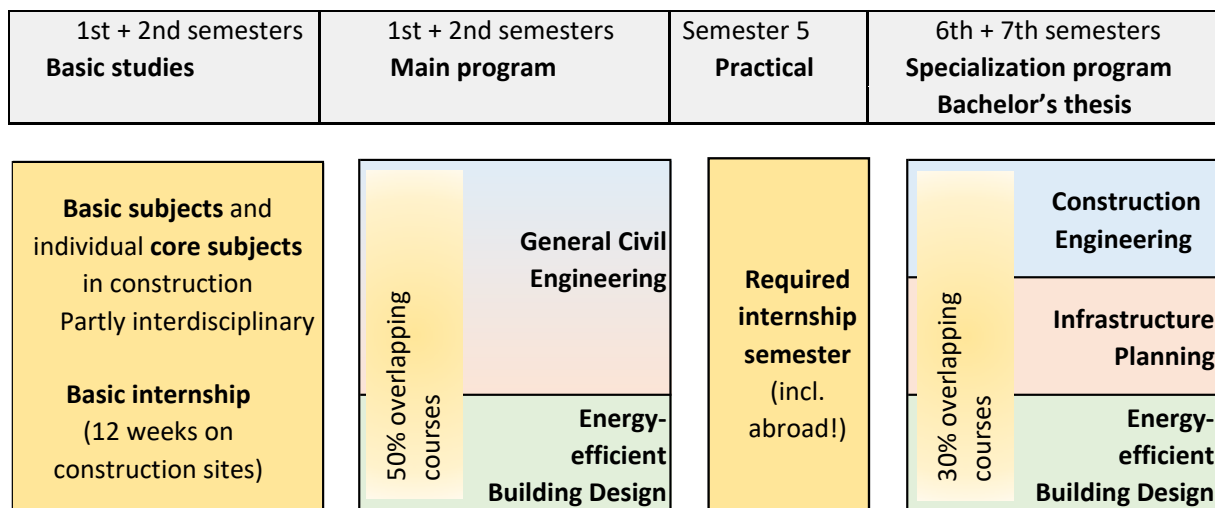 1st + 2nd semesters
Basic studies
1st + 2nd semesters
Main program
Semester 5
Practical
6th + 7th semesters
Specialization program
Bachelor's thesis
Basic subjects and
individual core subjects
in construction
Partly interdisciplinary
Basic internship
(12 weeks on
construction sites)
50% overlapping
courses
General Civil
Engineering
Energy-
efficient
Building Design
Required
internship
semester
(incl.
abroad!)
30% overlapping
courses
Construction
Engineering
Infrastructure
Planning
Energy-
efficient
Building Design